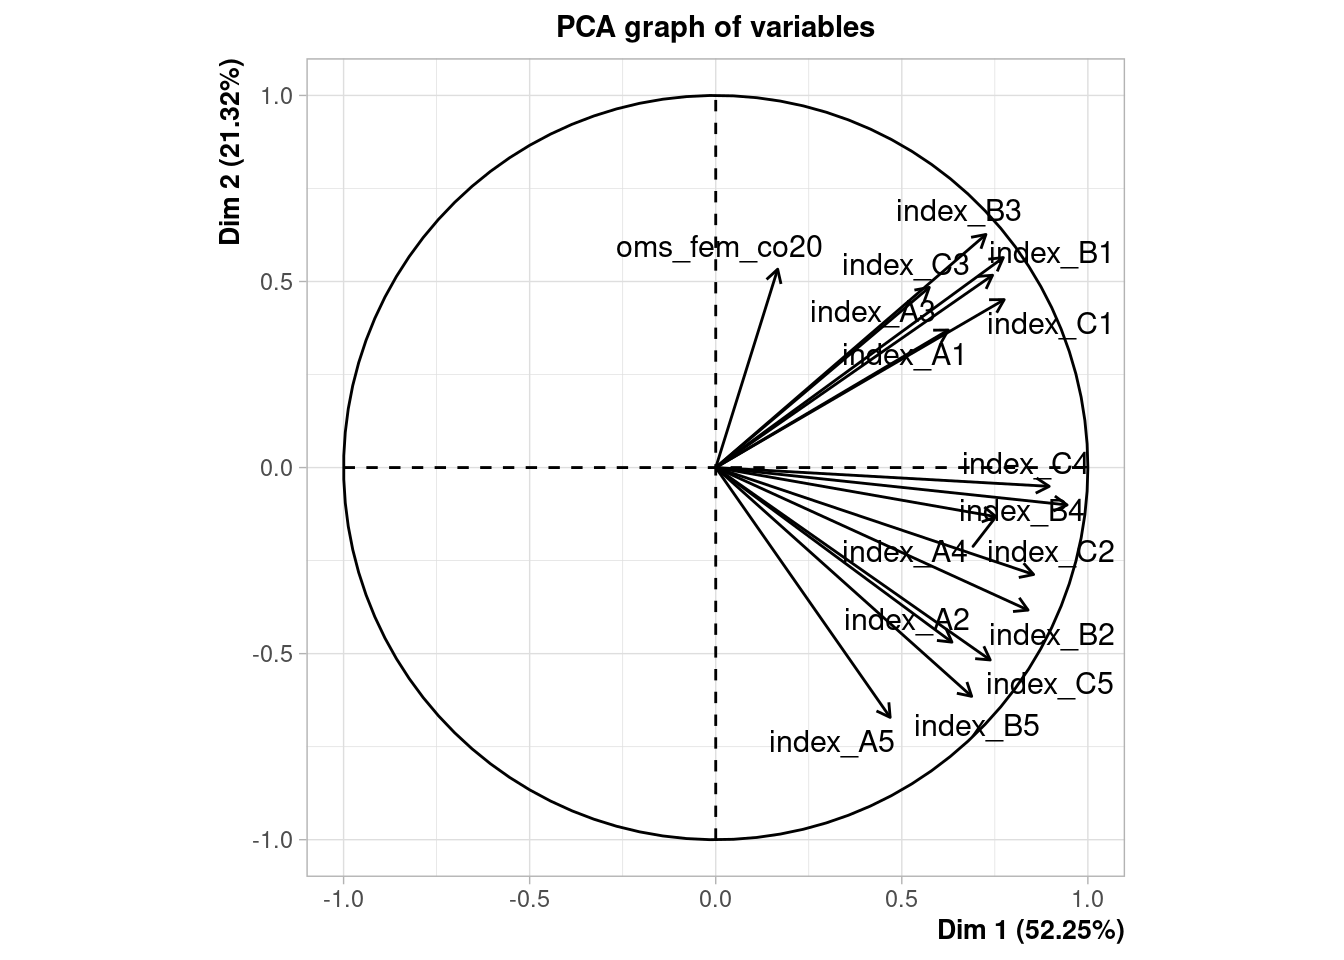 PCA graph of variables
Dim 2 (21.32%)
1.0
0.5
0.0
-0.5
-1.0
index_B3
oms_fem_co20
index_B1
index_C3
index_A3
index_C1
index_A1
index_C4
index_B4
index_A4
index_C2
index_A2
index_B2
index_C5
index_B5
index_A5
-1.0
-0.5
0.0
0.5
1.0
Dim 1 (52.25%)